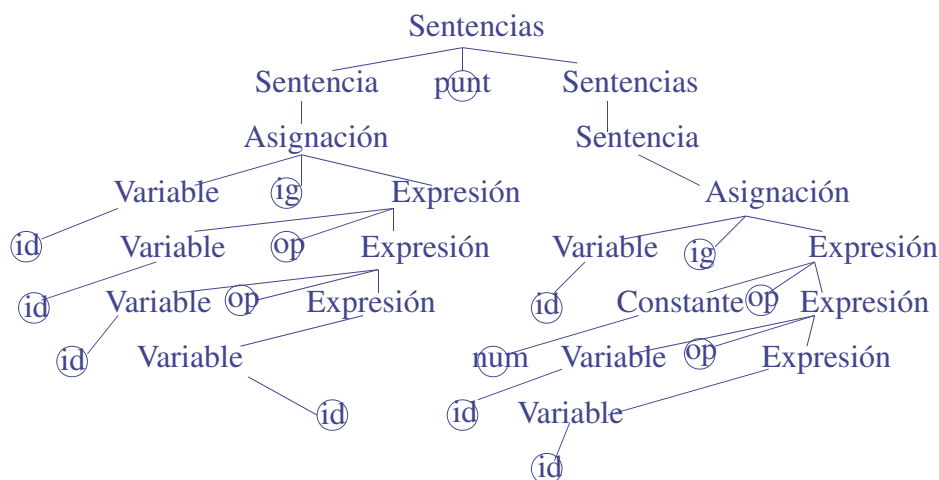 Sentencias
Sentencia punt Sentencias
Asignación Sentencia
Variable ig Expresión Asignación
id Variable op Expresión Variable ig Expresión
id Variable op Expresión id Constante op Expresión
id Variable num Variable op Expresión
id id Variable
id